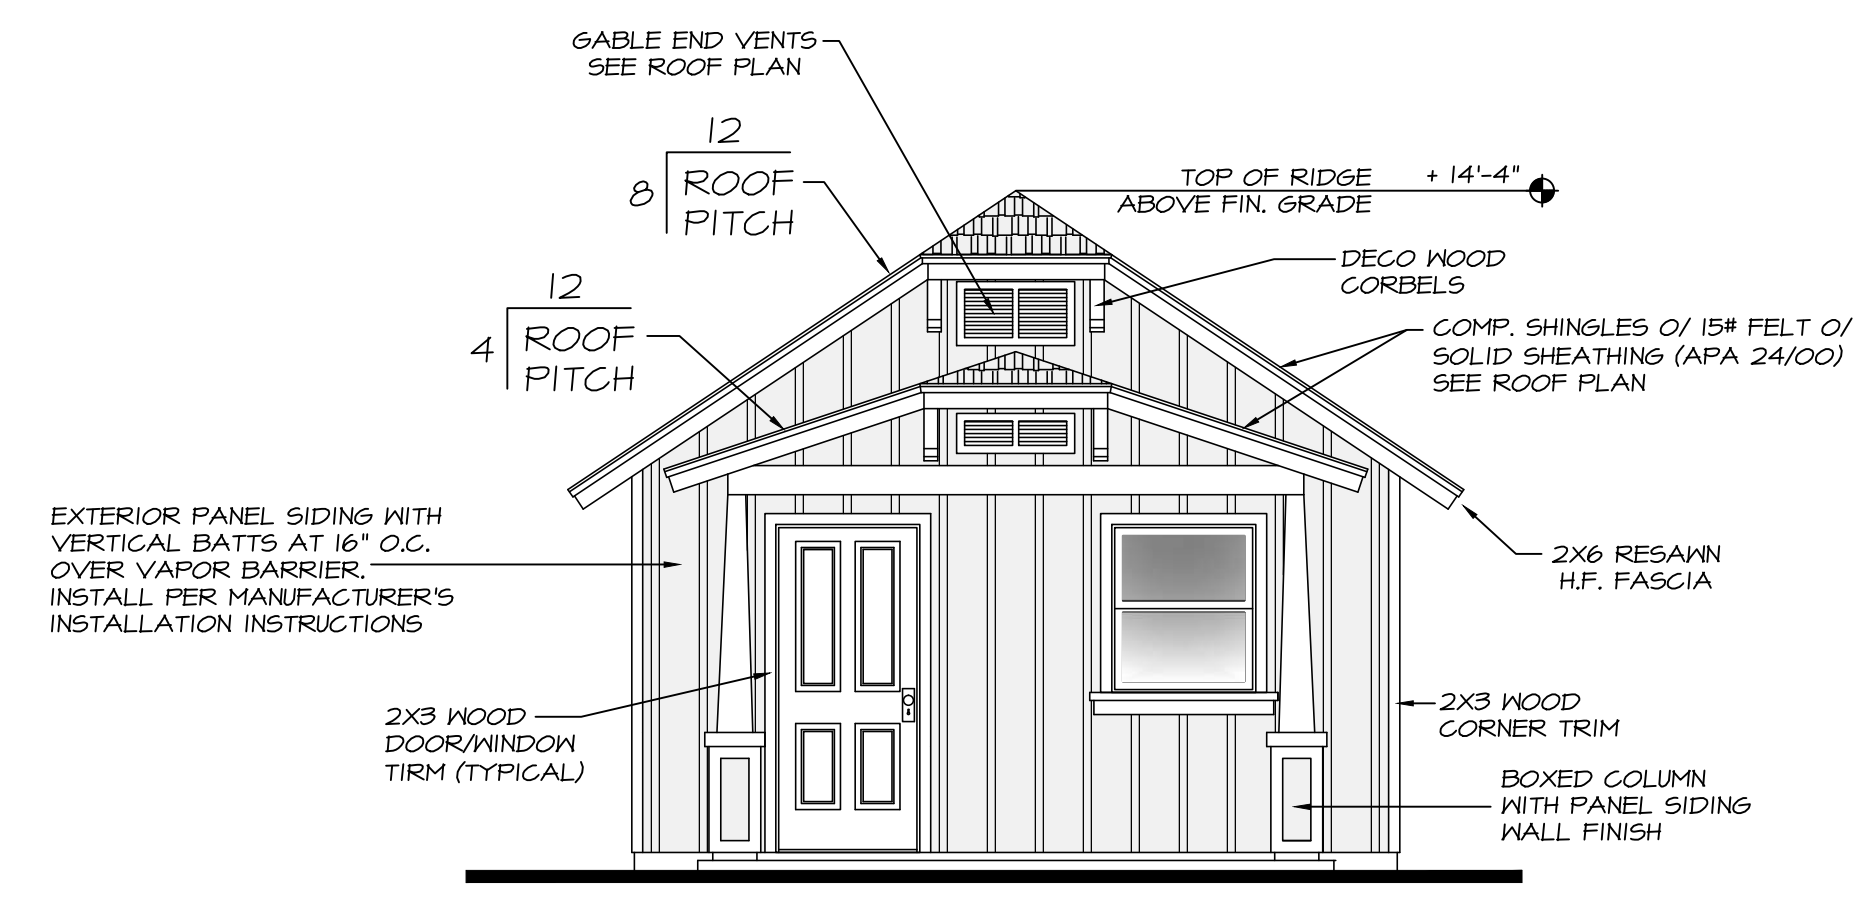 GABLE END VENTS
SEE ROOF PLAN
12
8
ROOF
PITCH
TOP OF RIDGE + 14'-4"
ABOVE FIN. GRADE
DECO WOOD
CORBELS
12
4
ROOF
PITCH
COMP. SHINGLES O/ 15# FELT O/
SOLID SHEATHING (APA 24/00)
SEE ROOF PLAN
EXTERIOR PANEL SIDING WITH
VERTICAL BATTS AT 16" O.C.
OVER VAPOR BARRIER.
INSTALL PER MANUFACTURER'S
INSTALLATION INSTRUCTIONS
2X6 RESAWN
H.F. FASCIA
2X3 WOOD
DOOR/WINDOW
TIRM (TYPICAL)
2X3 WOOD
CORNER TRIM
BOXED COLUMN
WITH PANEL SIDING
WALL FINISH